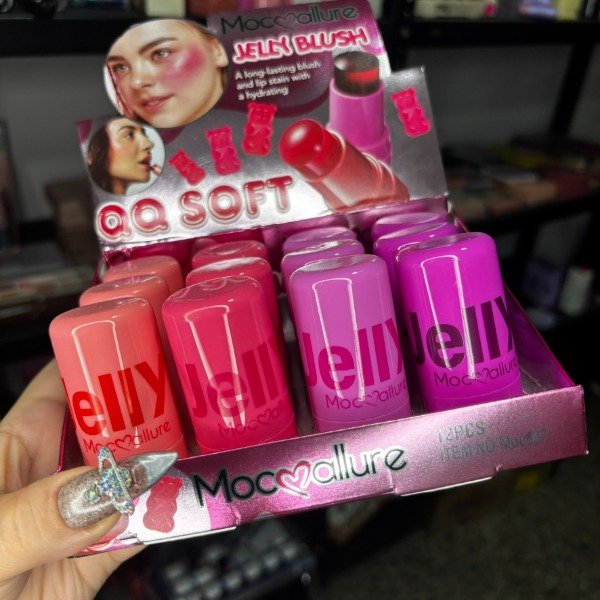 Mocallure
JELLY BLUSH
A long-lasting blush
and lip stain with
a hydrating
QQ SOFT
Jelly
Mocallure
Jelly
Jelly
Mocallure
Jelly
Mocallure
Mocallure
12PCS